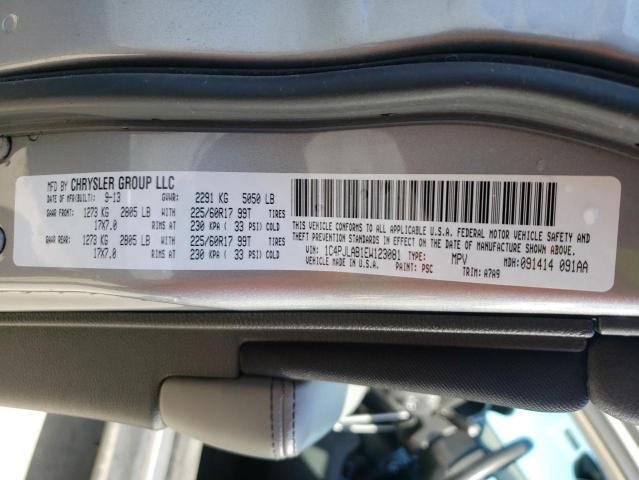 MFD BY CHRYSLER GROUP LLC
DATE OF MFR(BUILT): 9-13 GVWR: 2291 KG 5050 LB
GAWR FRONT: 1273 KG 2805 LB WITH 225/60R17 99T TIRES
17X7.0 RIMS AT 230 KPA ( 33 PSI) COLD
GAWR REAR: 1273 KG 2805 LB WITH 225/60R17 99T TIRES
17X7.0 RIMS AT 230 KPA ( 33 PSI) COLD
THIS VEHICLE CONFORMS TO ALL APPLICABLE U.S.A. FEDERAL MOTOR VEHICLE SAFETY AND
THEFT PREVENTION STANDARDS IN EFFECT ON THE DATE OF MANUFACTURE SHOWN ABOVE.
VIN: 1C4PJLAB1EW123081 TYPE: MPV MDH: 091414 091AA
VEHICLE MADE IN U.S.A. PAINT: PSC TRIM: A7A9